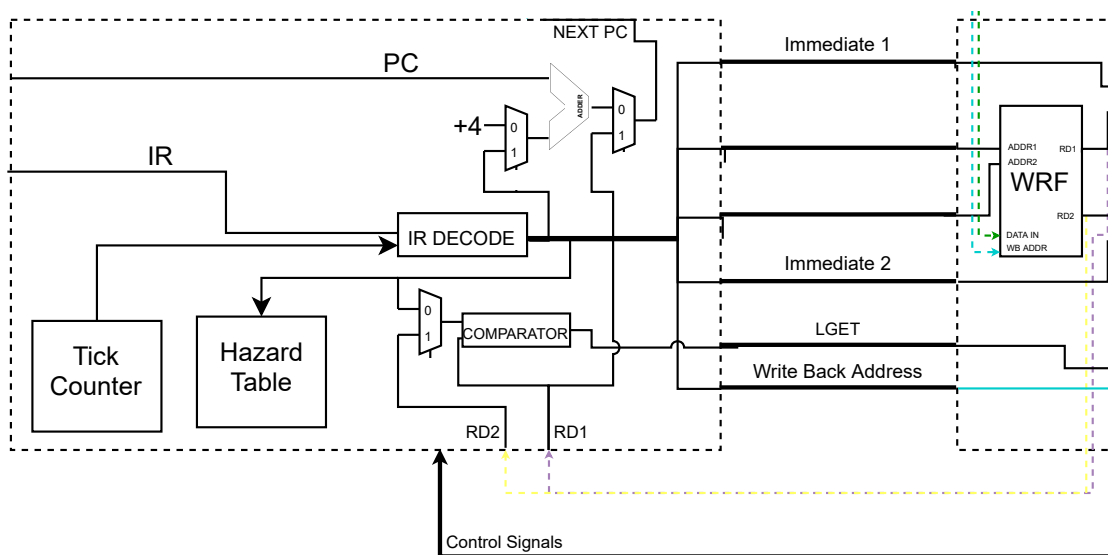 NEXT PC
Immediate 1
PC
ADDER
0
1
+4
0
1
IR
ADDR1
ADDR2
RD1
WRF
RD2
DATA IN
WB ADDR
IR DECODE
Immediate 2
0
1
COMPARATOR
LGET
Tick
Counter
Hazard
Table
Write Back Address
RD2
RD1
Control Signals